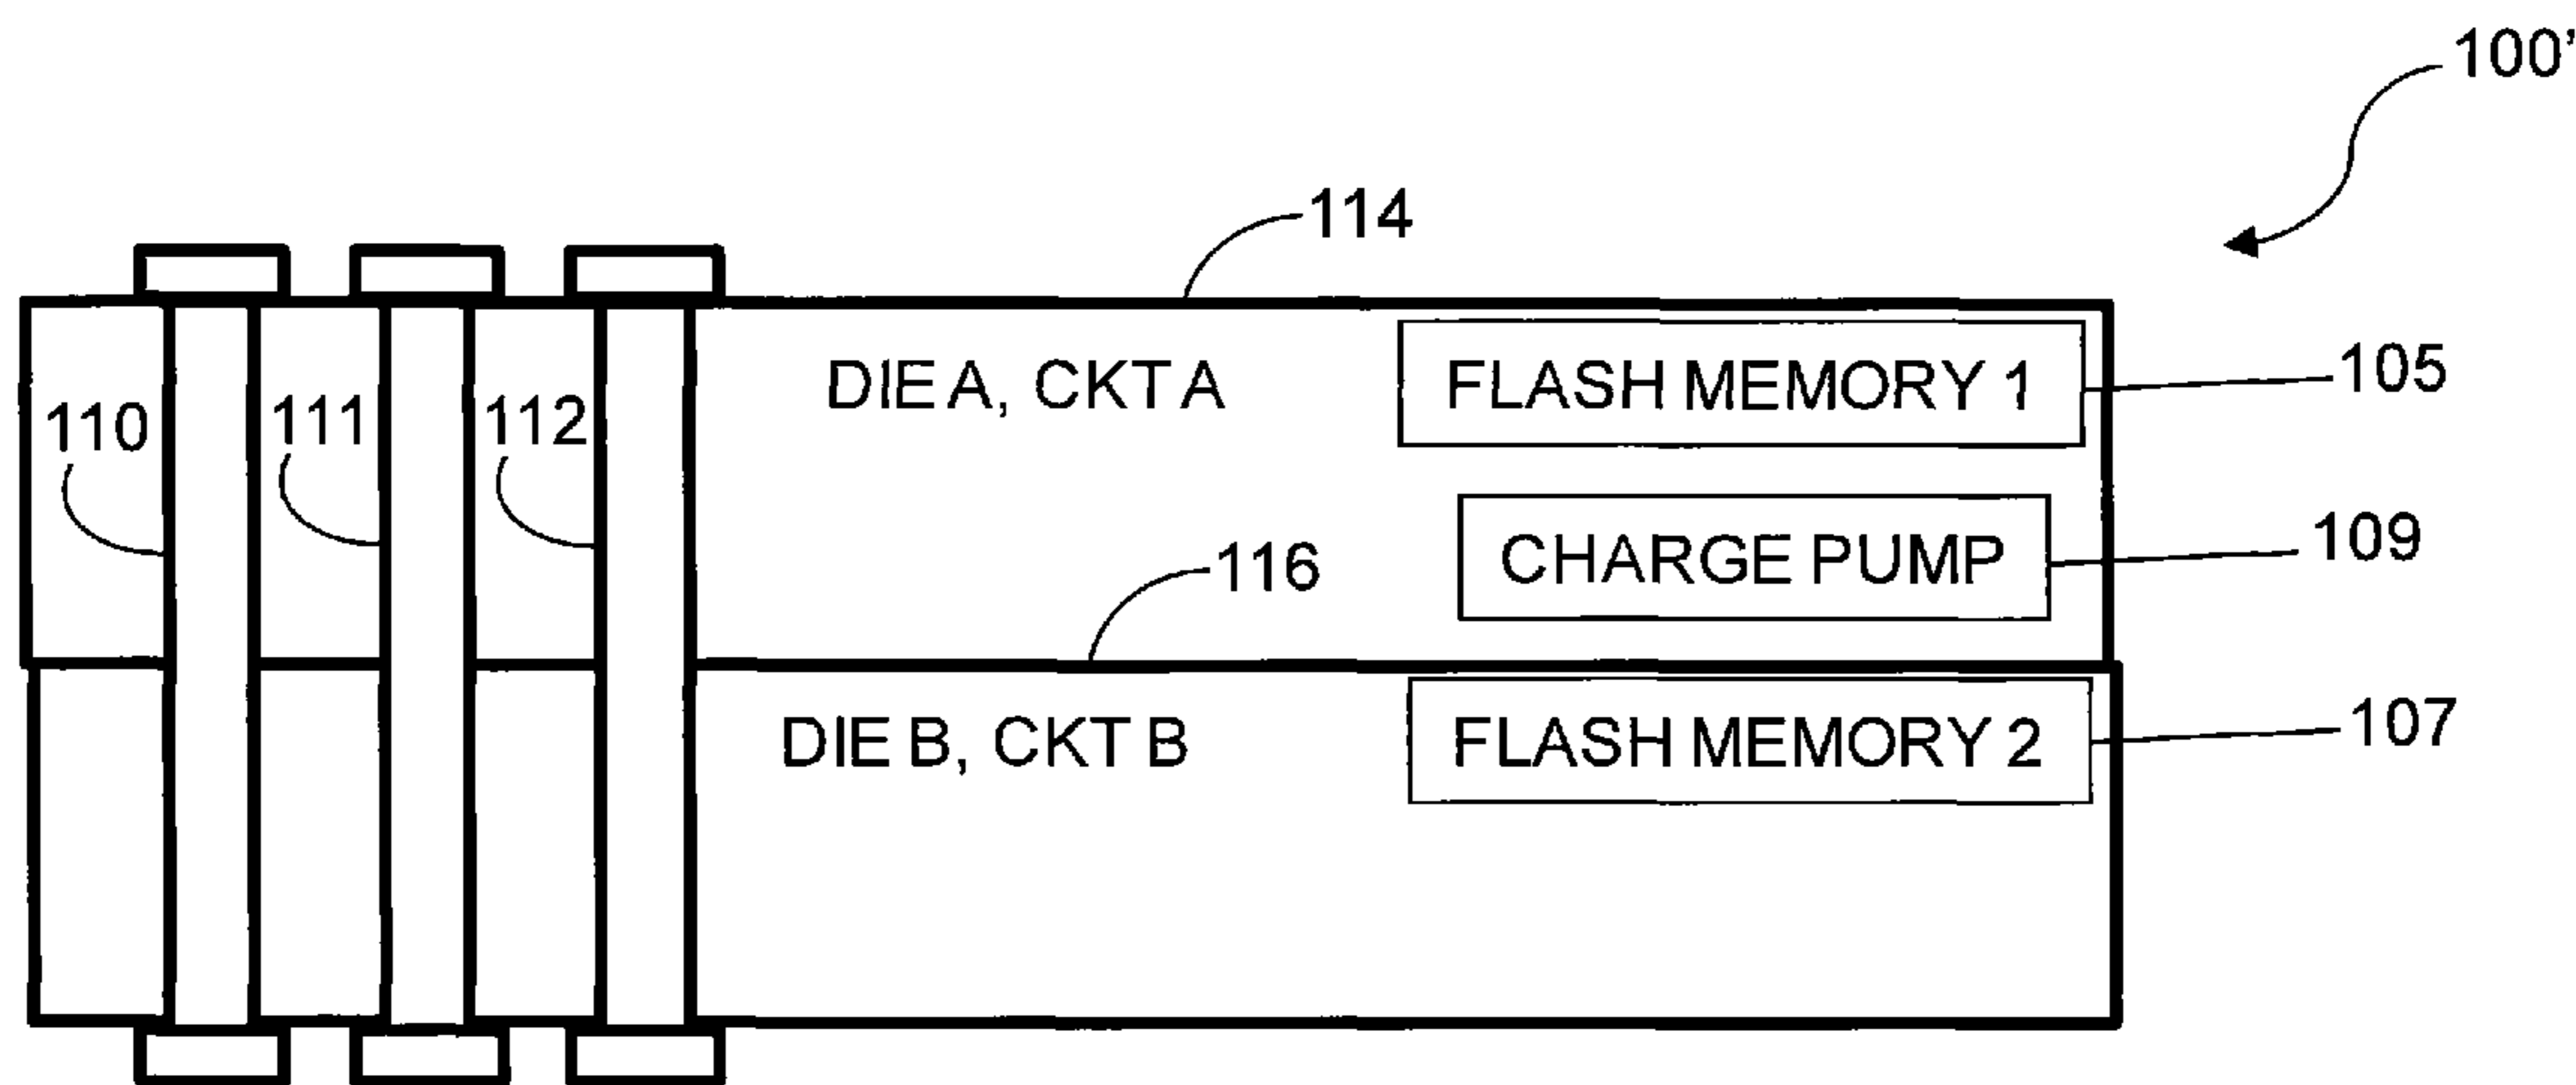 100'
114
DIE A, CKT A
FLASH MEMORY 1
105
110
111
112
CHARGE PUMP
109
116
DIE B, CKT B
FLASH MEMORY 2
107